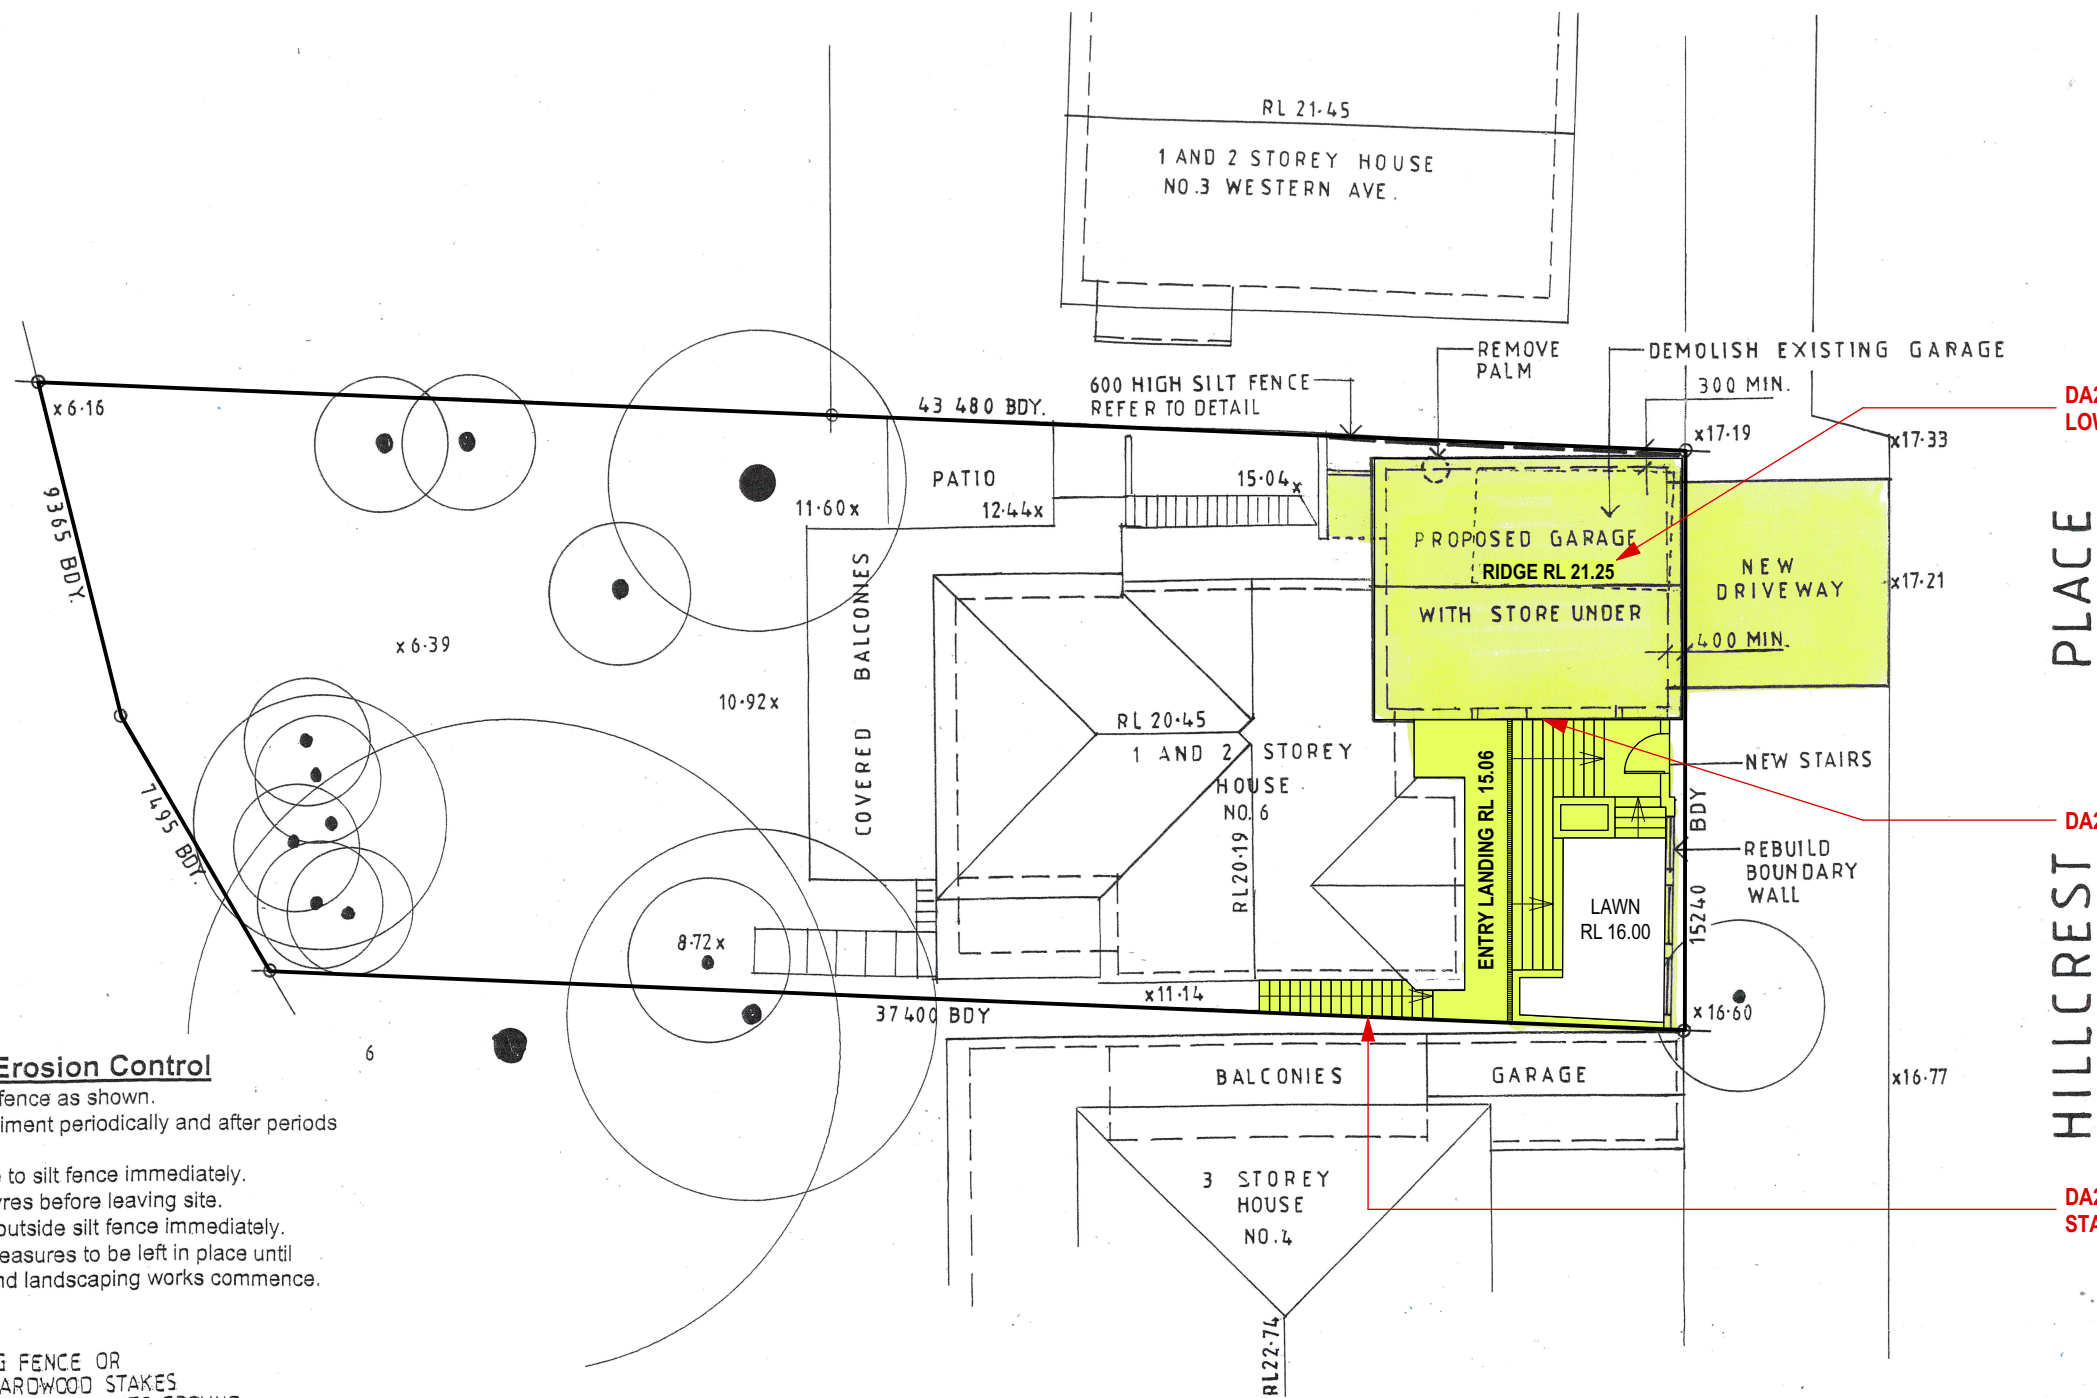 RL 21·45
1 AND 2 STOREY HOUSE
NO.3 WESTERN AVE.
REMOVE
PALM
DEMOLISH EXISTING GARAGE
300 MIN.
600 HIGH SILT FENCE
REFER TO DETAIL
43 480 BDY.
x 6·16
x17·19
x17·33
DA2
LOW
PATIO
15·04x
11·60x
12·44x
9365 BDY.
PROPOSED GARAGE
RIDGE RL 21.25
WITH STORE UNDER
NEW
DRIVEWAY
x17·21
400 MIN.
HILLCREST PLACE
x 6·39
10·92x
COVERED BALCONIES
RL 20·45
1 AND 2 STOREY
HOUSE
NO. 6
RL20·19
ENTRY LANDING RL 15.06
NEW STAIRS
15240 BDY
REBUILD
BOUNDARY
WALL
DA2
LAWN
RL 16.00
7495 BDY.
8·72x
x11·14
37400 BDY
x16·60
x16·77
6
BALCONIES
GARAGE
3 STOREY
HOUSE
NO.4
RL22·74
DA2
STA
Erosion Control
fence as shown.
iment periodically and after periods
to silt fence immediately.
yres before leaving site.
outside silt fence immediately.
easures to be left in place until
nd landscaping works commence.
G FENCE OR
ARDWOOD STAKES